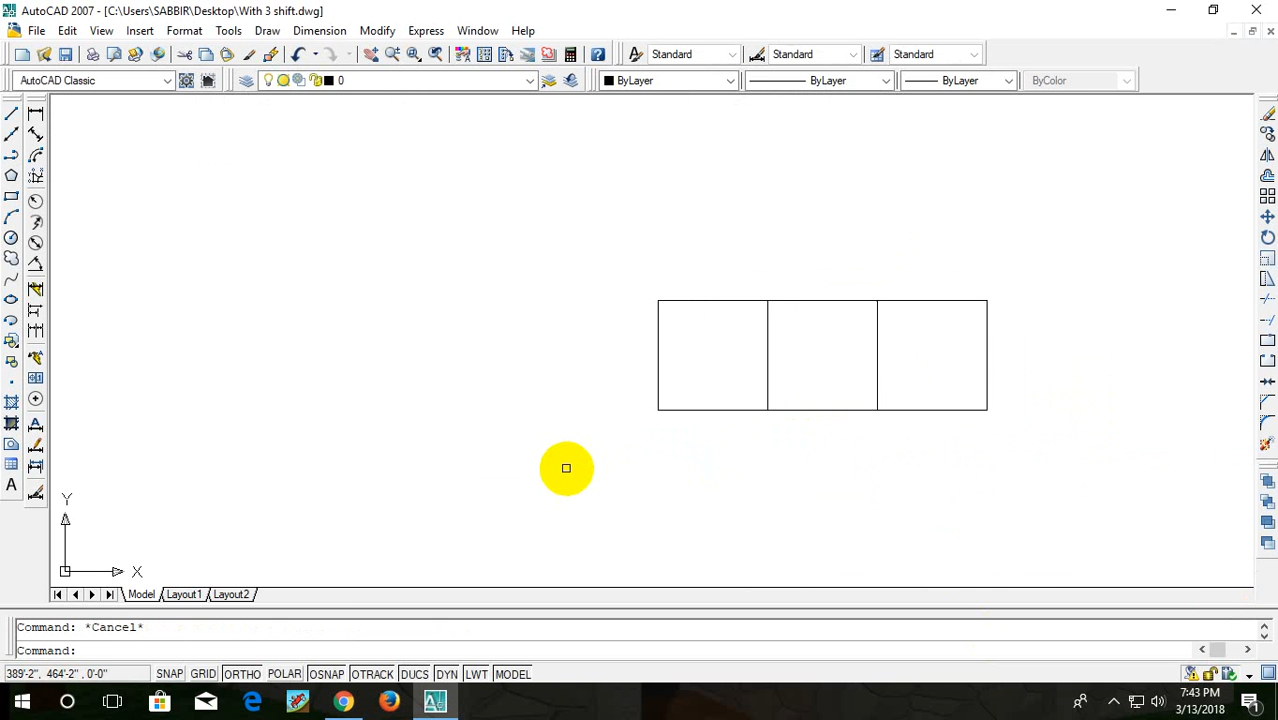 AutoCAD 2007 - [C:\Users\SABBIR\Desktop\With 3 shift.dwg]
File Edit View Insert Format Tools Draw Dimension Modify Express Window Help
Standard Standard Standard
AutoCAD Classic 0 ByLayer ByLayer ByLayer ByColor
A
Y
X
Model Layout1 Layout2
Command: *Cancel*
Command:
389'-2", 464'-2", 0'-0" SNAP GRID ORTHO POLAR OSNAP OTRACK DUCS DYN LWT MODEL
7:43 PM
3/13/2018
1